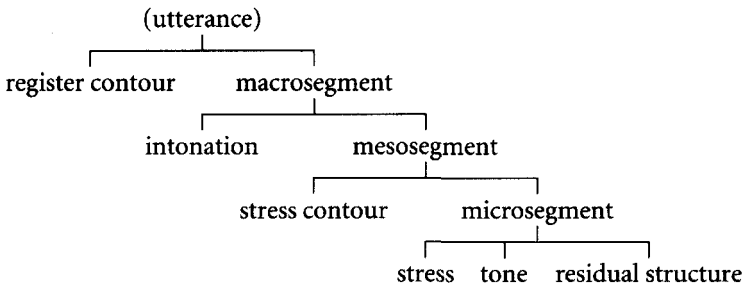 (utterance)
register contour macrosegment
intonation mesosegment
stress contour microsegment
stress tone residual structure